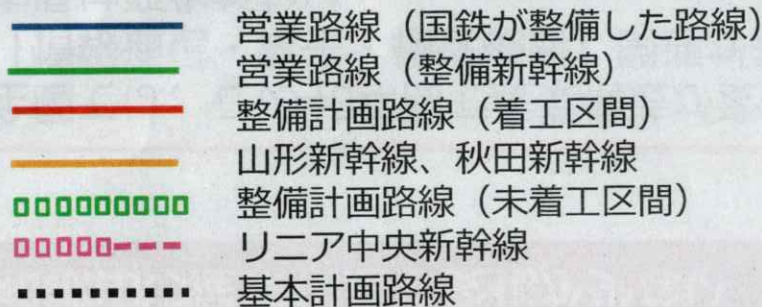 営業路線（国鉄が整備した路線）
営業路線（整備新幹線）
整備計画路線（着工区間）
山形新幹線、秋田新幹線
整備計画路線（未着工区間）
リニア中央新幹線
基本計画路線